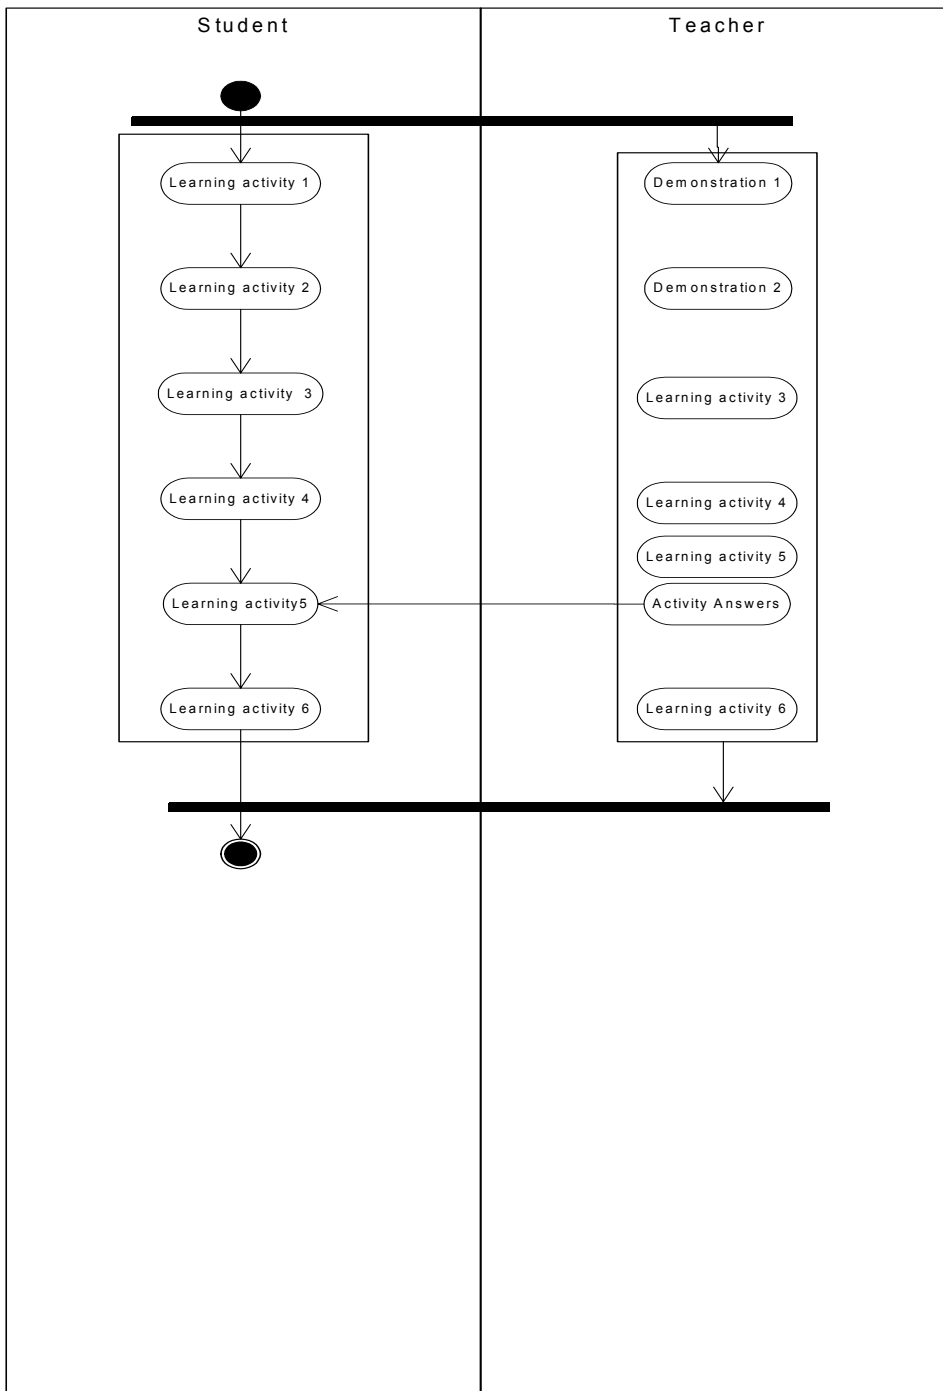 Student
Teacher
Learning activity 1
Demonstration 1
Learning activity 2
Demonstration 2
Learning activity 3
Learning activity 3
Learning activity 4
Learning activity 4
Learning activity 5
Learning activity5
Activity Answers
Learning activity 6
Learning activity 6